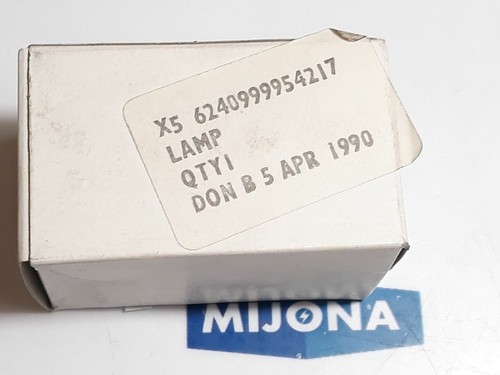 X5 6240999954217
LAMP
QTY1
DON B 5 APR 1990
MIJONA